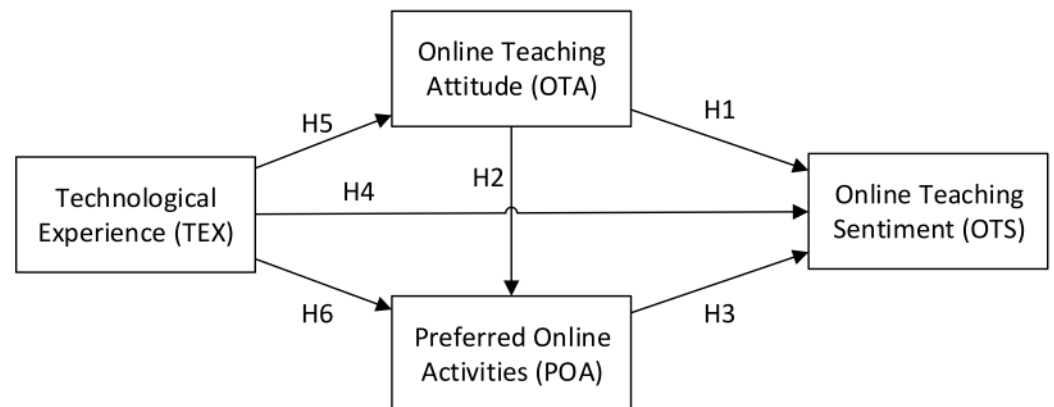 Online Teaching
Attitude (OTA)
H5
H1
Technological
Experience (TEX)
H4
H2
Online Teaching
Sentiment (OTS)
H6
Preferred Online
Activities (POA)
H3